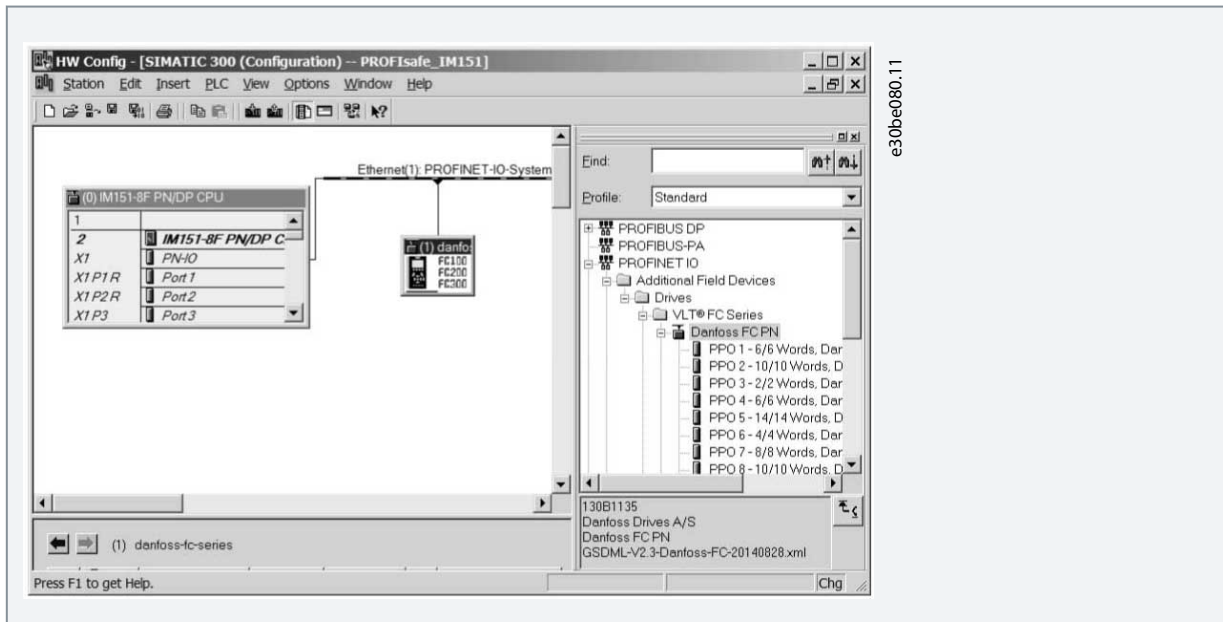 HW Config - [SIMATIC 300 (Configuration) -- PROFIsafe_IM151]
Station Edit Insert PLC View Options Window Help
Ethernet(1): PROFINET-IO-System
(0) IM151-8F PN/DP CPU
1
2 IM151-8F PN/DP C
X1 PN-IO
X1 P1 R Port 1
X1 P2 R Port 2
X1 P3 Port 3
(1) danfo
FC100
FC200
FC300
Find:
Profile: Standard
PROFIBUS DP
PROFIBUS-PA
PROFINET IO
Additional Field Devices
Drives
VLT® FC Series
Danfoss FC PN
PPO 1 - 6/6 Words, Dan
PPO 2 - 10/10 Words, D
PPO 3 - 2/2 Words, Dan
PPO 4 - 6/6 Words, Dan
PPO 5 - 14/14 Words, D
PPO 6 - 4/4 Words, Dan
PPO 7 - 8/8 Words, Dan
PPO 8 - 10/10 Words, D
130B1135
Danfoss Drives A/S
Danfoss FC PN
GSDML-V2.3-Danfoss-FC-20140828.xml
(1) danfoss-fc-series
Press F1 to get Help.
Chg
e30be080.11